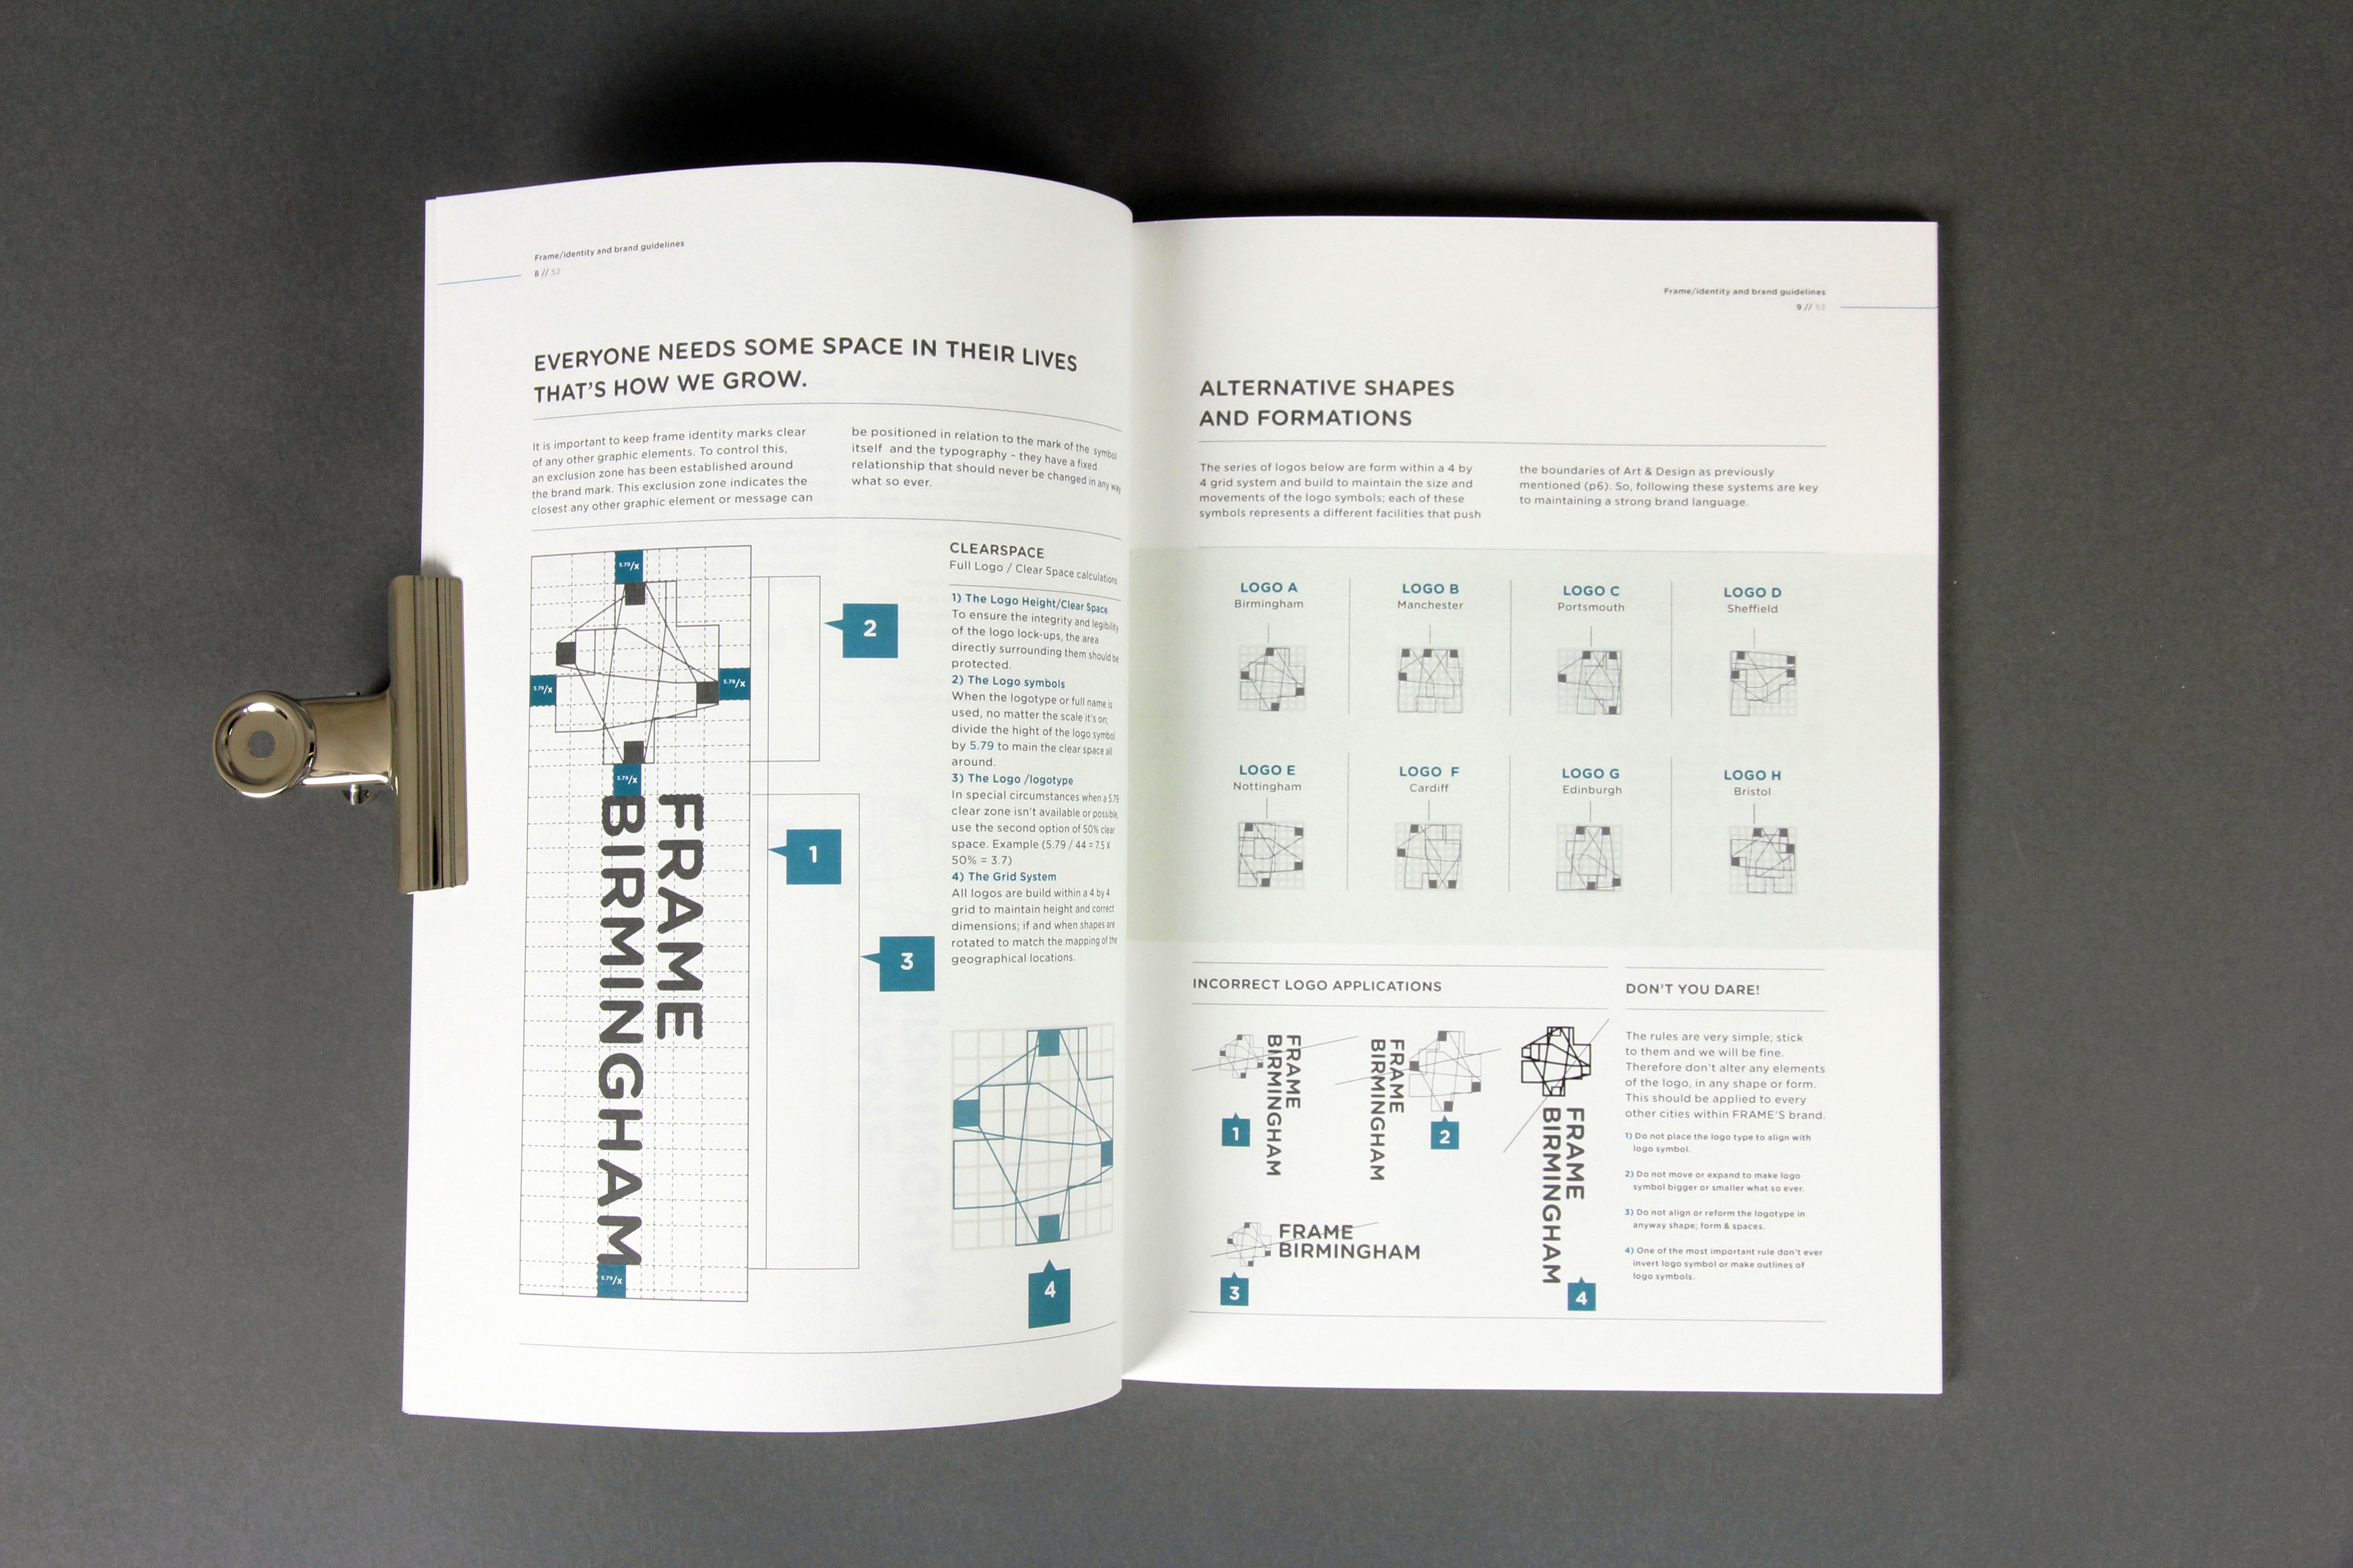 Frame/identity and brand guidelines
8 // 52
EVERYONE NEEDS SOME SPACE IN THEIR LIVES
THAT'S HOW WE GROW.
It is important to keep frame identity marks clear
of any other graphic elements. To control this,
an exclusion zone has been established around
the brand mark. This exclusion zone indicates the
closest any other graphic element or message can
be positioned in relation to the mark of the symbol
itself and the typography – they have a fixed
relationship that should never be changed in any way
what so ever.
5.79/x
5.79/x
5.79/x
5.79/x
FRAME
BIRMINGHAM
5.79/x
2
1
3
CLEARSPACE
Full Logo / Clear Space calculations
1) The Logo Height/Clear Space
To ensure the integrity and legibility
of the logo lock-ups, the area
directly surrounding them should be
protected.
2) The Logo symbols
When the logotype or full name is
used, no matter the scale it's on;
divide the hight of the logo symbol
by 5.79 to main the clear space all
around.
3) The Logo /logotype
In special circumstances when a 5.79
clear zone isn't available or possible,
use the second option of 50% clear
space. Example (5.79 / 44 = 7.5 x
50% = 3.7)
4) The Grid System
All logos are build within a 4 by 4
grid to maintain height and correct
dimensions; if and when shapes are
rotated to match the mapping of the
geographical locations.
4
Frame/identity and brand guidelines
9 // 52
ALTERNATIVE SHAPES
AND FORMATIONS
The series of logos below are form within a 4 by
4 grid system and build to maintain the size and
movements of the logo symbols; each of these
symbols represents a different facilities that push
the boundaries of Art & Design as previously
mentioned (p6). So, following these systems are key
to maintaining a strong brand language.
LOGO A
Birmingham
LOGO B
Manchester
LOGO C
Portsmouth
LOGO D
Sheffield
LOGO E
Nottingham
LOGO F
Cardiff
LOGO G
Edinburgh
LOGO H
Bristol
INCORRECT LOGO APPLICATIONS
FRAME
BIRMINGHAM
1
FRAME
BIRMINGHAM
2
FRAME
BIRMINGHAM
3
FRAME
BIRMINGHAM
4
DON'T YOU DARE!
The rules are very simple; stick
to them and we will be fine.
Therefore don't alter any elements
of the logo, in any shape or form.
This should be applied to every
other cities within FRAME'S brand.
1) Do not place the logo type to align with
logo symbol.
2) Do not move or expand to make logo
symbol bigger or smaller what so ever.
3) Do not align or reform the logotype in
anyway shape; form & spaces.
4) One of the most important rule don't ever
invert logo symbol or make outlines of
logo symbols.